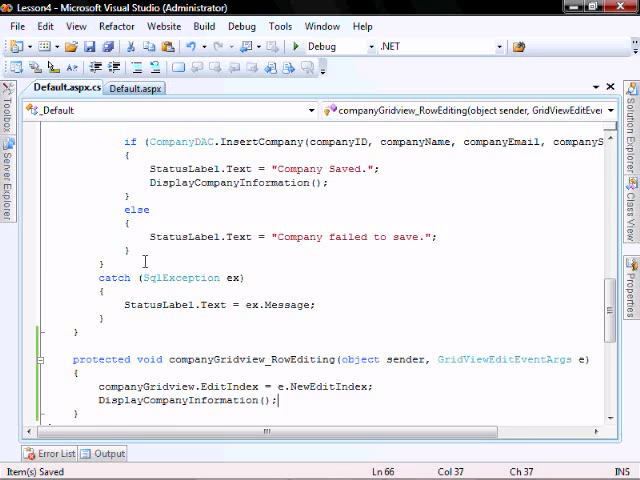 Lesson4 - Microsoft Visual Studio (Administrator)
File Edit View Refactor Website Build Debug Data Tools Window Help
Debug .NET
Default.aspx.cs Default.aspx
_Default companyGridview_RowEditing(object sender, GridViewEditEver
if (CompanyDAC.InsertCompany(companyID, companyName, companyEmail, companyS
{
StatusLabel.Text = "Company Saved.";
DisplayCompanyInformation();
}
else
{
StatusLabel.Text = "Company failed to save.";
}
}
catch (SqlException ex)
{
StatusLabel.Text = ex.Message;
}
}
protected void companyGridview_RowEditing(object sender, GridViewEditEventArgs e)
{
companyGridview.EditIndex = e.NewEditIndex;
DisplayCompanyInformation();
}
Toolbox
Server Explorer
Solution Explorer
Class View
Properties
Error List Output
Item(s) Saved Ln 66 Col 37 Ch 37 INS